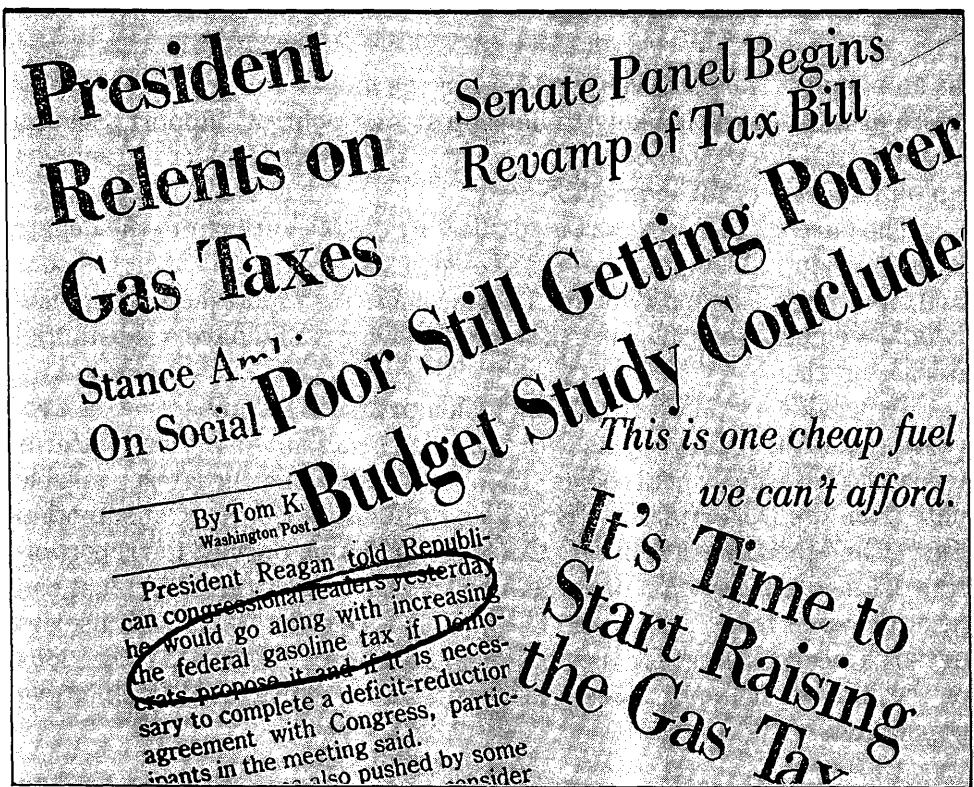 President
Relents on
Gas Taxes
Stance
On Social
By Tom K
Washington Post
President Reagan told Republi-
can congressional leaders yesterday
he would go along with increasing
the federal gasoline tax if Demo-
crats propose it and if it is neces-
sary to complete a deficit-reduction
agreement with Congress, partic-
ipants in the meeting said.
also pushed by some
consider
Senate Panel Begins
Revamp of Tax Bill
Poor Still Getting Poorer
Budget Study Conclude
This is one cheap fuel
we can't afford.
It's Time to
Start Raising
the Gas Tax